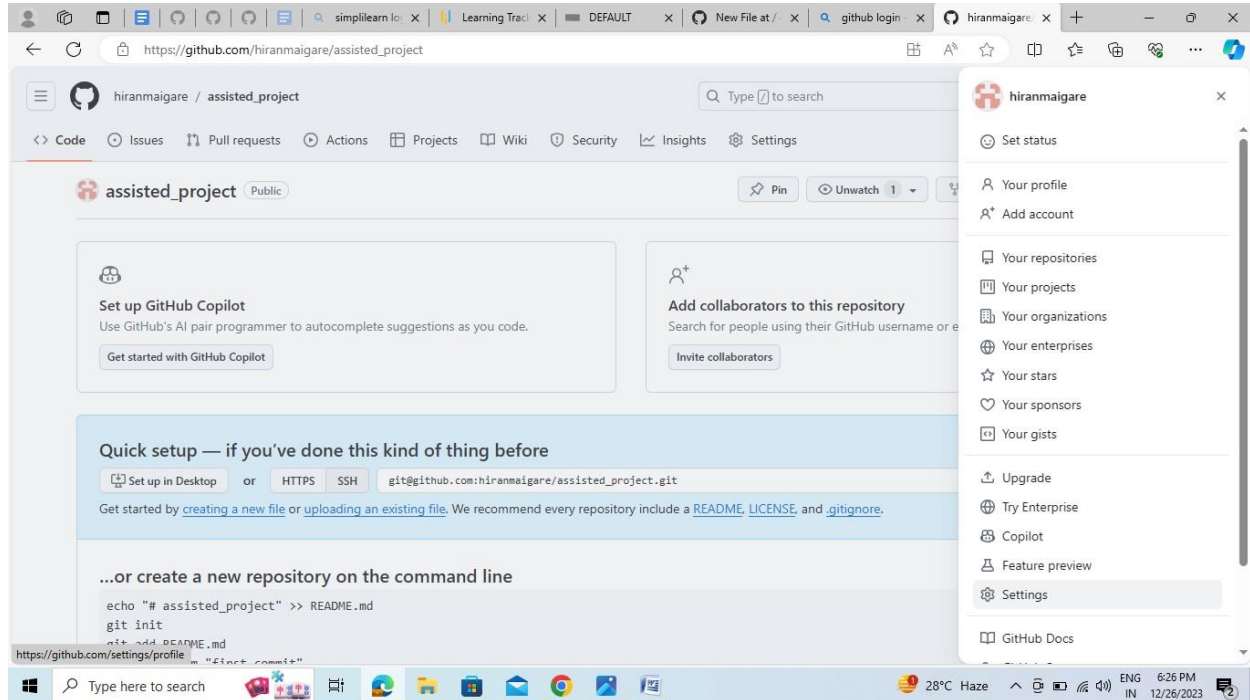 simplilearn lo
Learning Trac
DEFAULT
New File at /
github login -
hiranmaigare
https://github.com/hiranmaigare/assisted_project
hiranmaigare / assisted_project
Type / to search
<> Code
Issues
Pull requests
Actions
Projects
Wiki
Security
Insights
Settings
assisted_project Public
Pin
Unwatch 1
Set up GitHub Copilot
Use GitHub's AI pair programmer to autocomplete suggestions as you code.
Get started with GitHub Copilot
Add collaborators to this repository
Search for people using their GitHub username or e
Invite collaborators
Quick setup — if you've done this kind of thing before
Set up in Desktop or HTTPS SSH git@github.com:hiranmaigare/assisted_project.git
Get started by creating a new file or uploading an existing file. We recommend every repository include a README, LICENSE, and .gitignore.
...or create a new repository on the command line
echo "# assisted_project" >> README.md
git init
git add README.md
"first commit"
https://github.com/settings/profile
hiranmaigare
Set status
Your profile
Add account
Your repositories
Your projects
Your organizations
Your enterprises
Your stars
Your sponsors
Your gists
Upgrade
Try Enterprise
Copilot
Feature preview
Settings
GitHub Docs
Type here to search
28°C Haze
ENG
IN
6:26 PM
12/26/2023
2